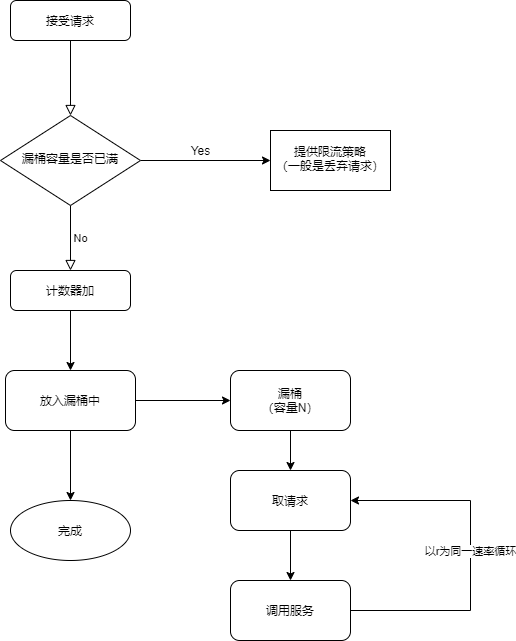 接受请求
漏桶容量是否已满
Yes
提供限流策略
（一般是丢弃请求）
No
计数器加
放入漏桶中
漏桶
（容量N）
取请求
完成
以r为同一速率循环
调用服务